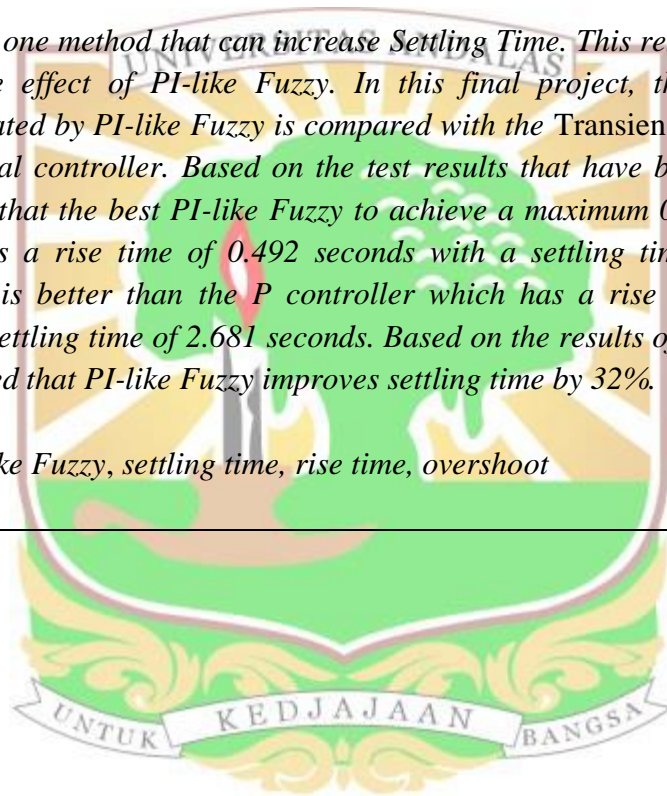 one method that can increase Settling Time. This re
UNIVERSITAS ANDALAS
effect of PI-like Fuzzy. In this final project, th
ated by PI-like Fuzzy is compared with the Transien
al controller. Based on the test results that have b
that the best PI-like Fuzzy to achieve a maximum 0
s a rise time of 0.492 seconds with a settling tim
is better than the P controller which has a rise
ettling time of 2.681 seconds. Based on the results o
ed that PI-like Fuzzy improves settling time by 32%.
ke Fuzzy, settling time, rise time, overshoot
UNTUK KEDJAJAAN BANGSA